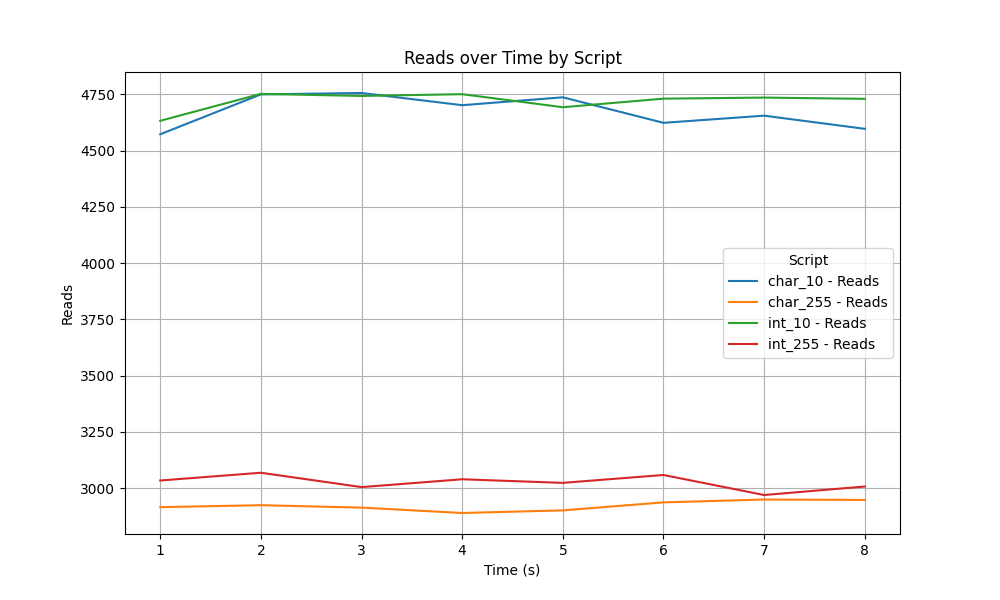 Reads over Time by Script
4750
4500
4250
4000
3750
3500
3250
3000
Reads
Script
char_10 - Reads
char_255 - Reads
int_10 - Reads
int_255 - Reads
1 2 3 4 5 6 7 8
Time (s)